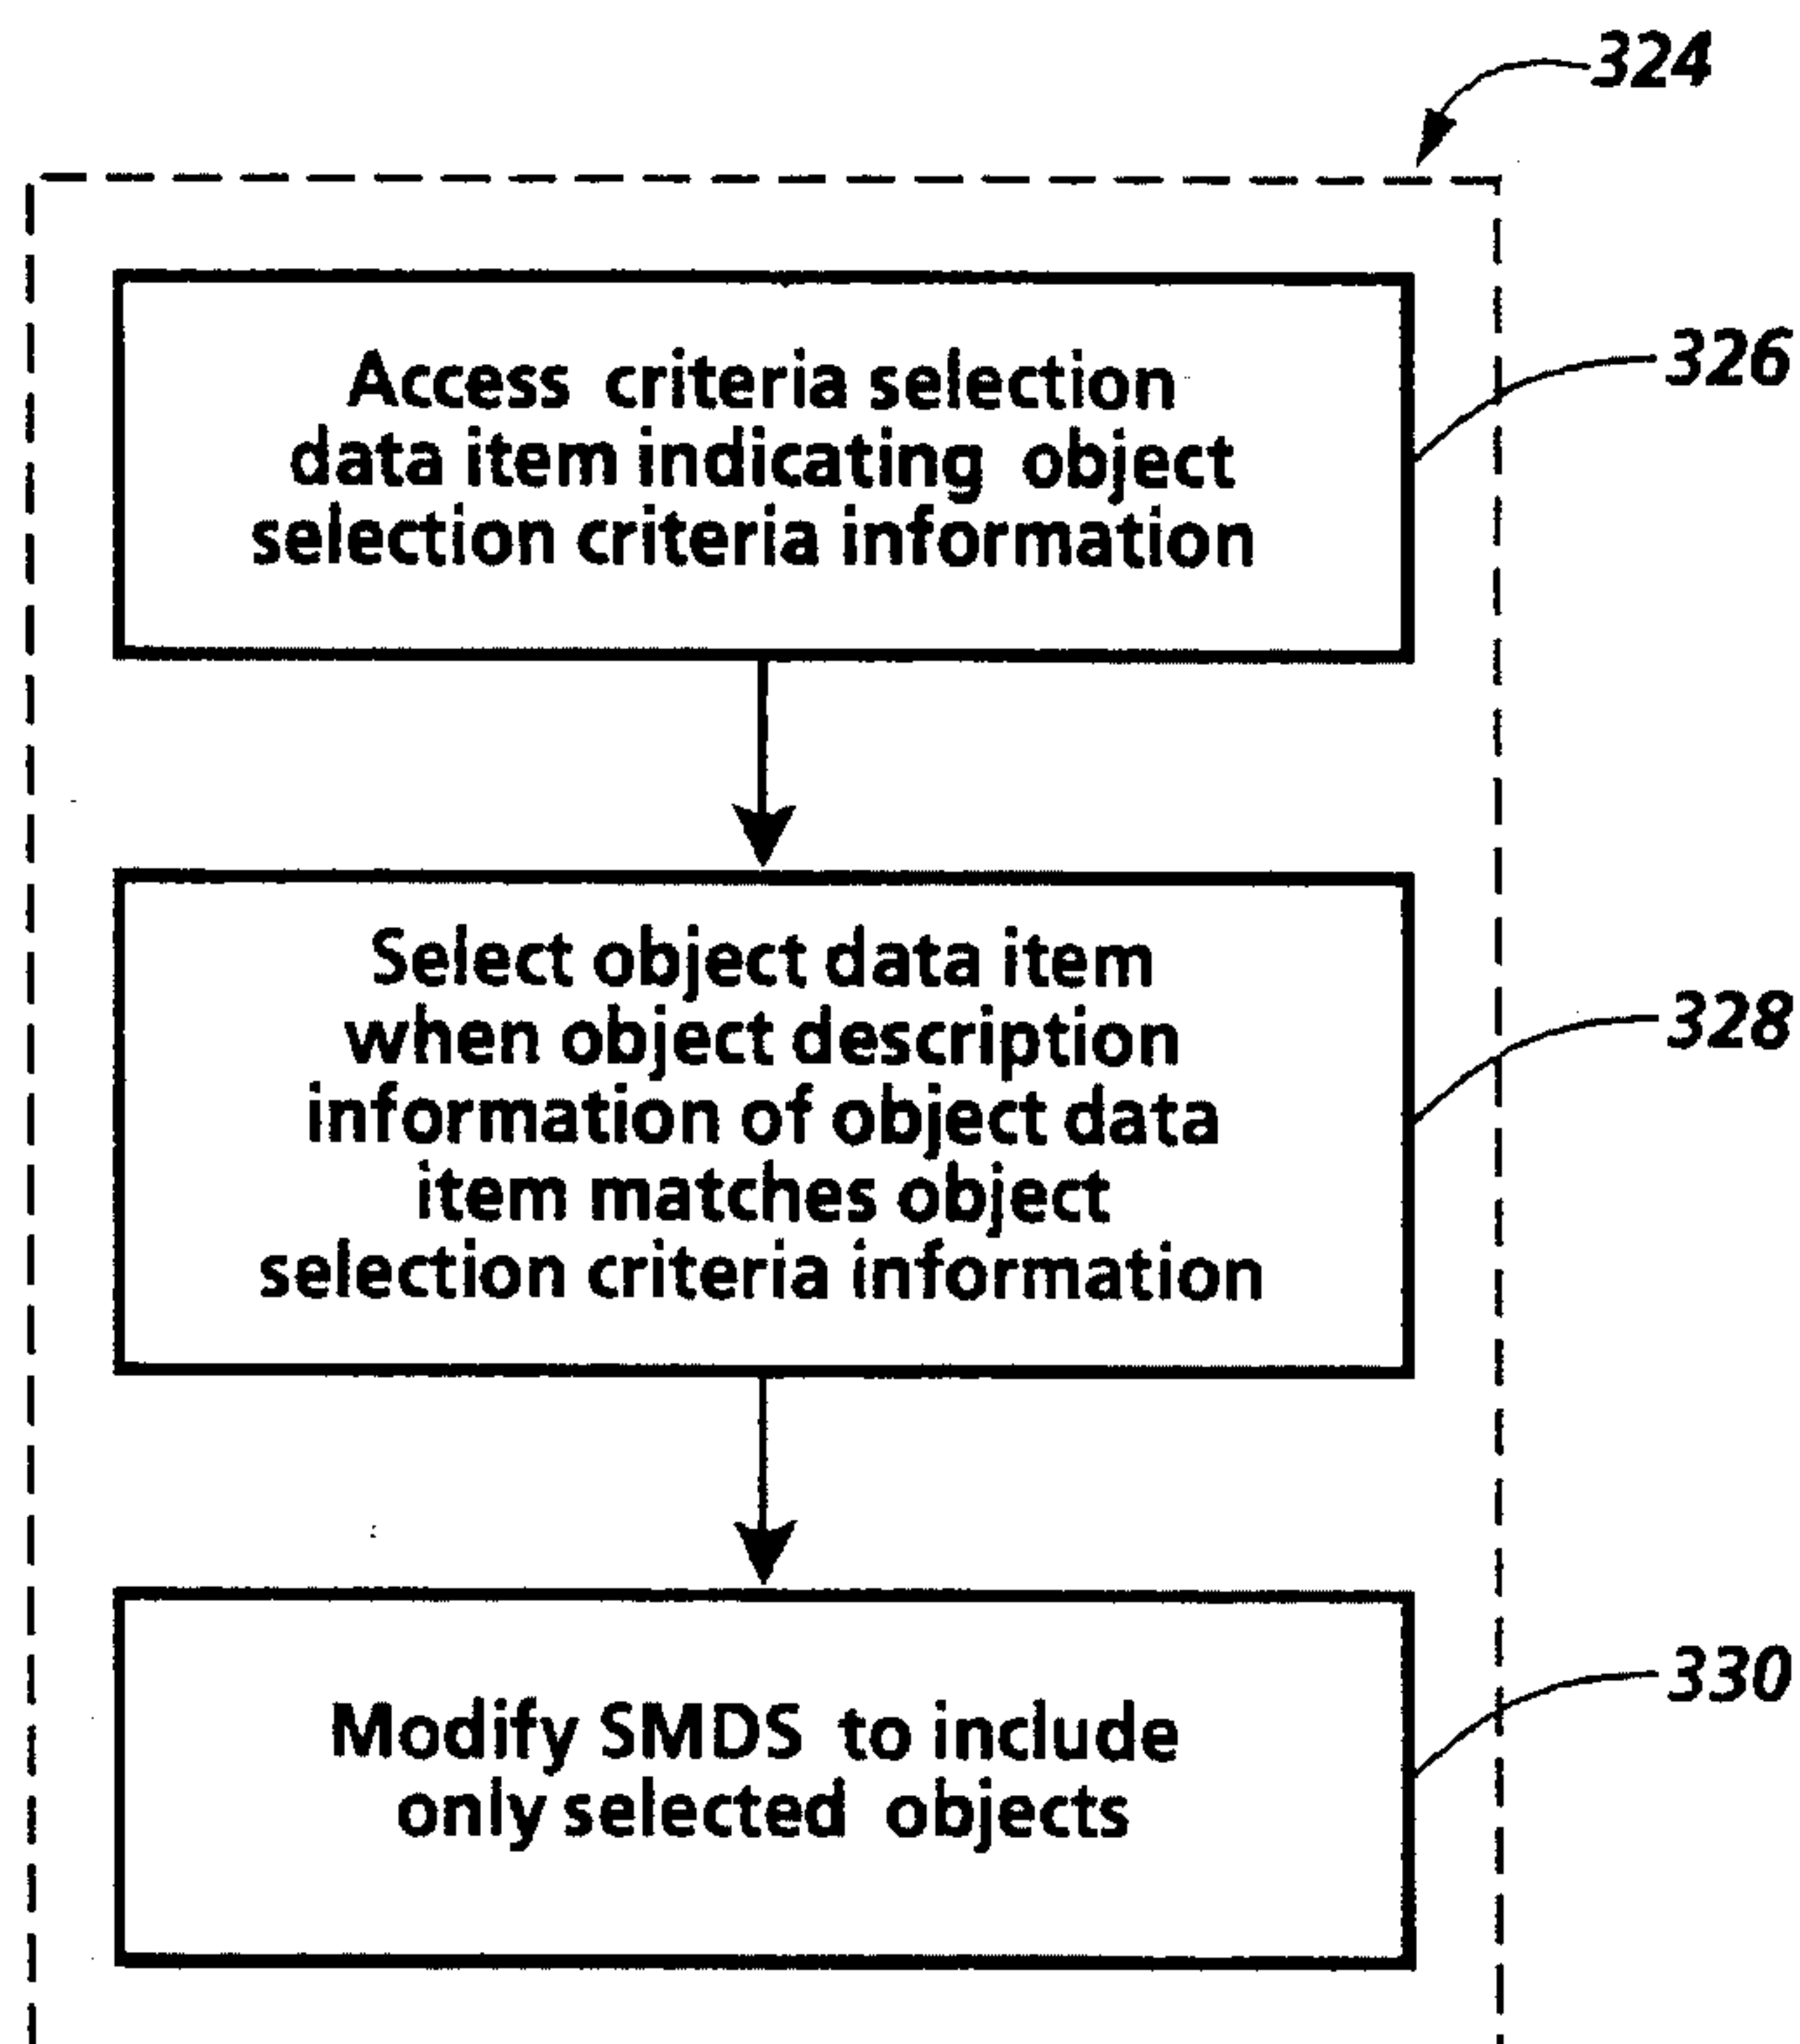 324
Access criteria selection
data item indicating object
selection criteria information
326
Select object data item
when object description
information of object data
item matches object
selection criteria information
328
Modify SMDS to include
only selected objects
330